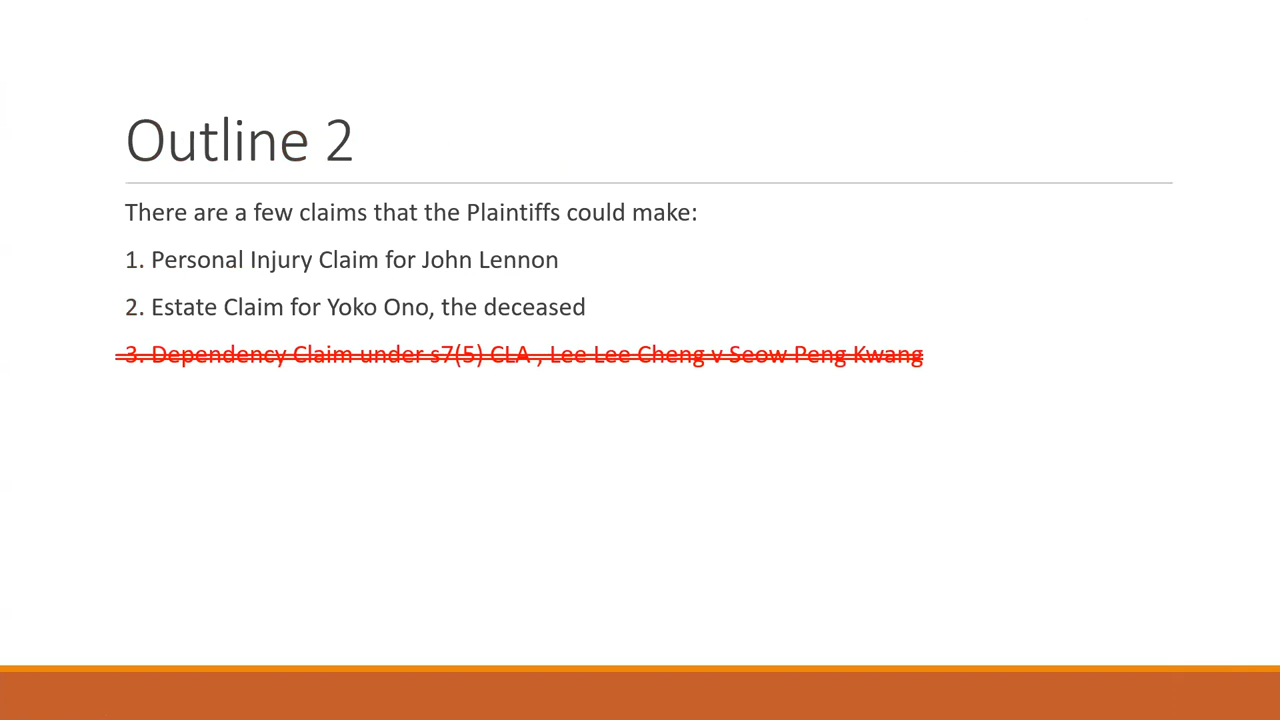 Outline 2
There are a few claims that the Plaintiffs could make:
1. Personal Injury Claim for John Lennon
2. Estate Claim for Yoko Ono, the deceased
3. Dependency Claim under s7(5) CLA , Lee Lee Cheng v Seow Peng Kwang